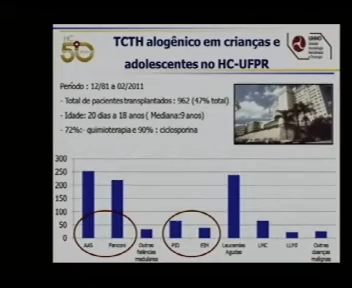 HC
50
TCTH alogênico em crianças e
adolescentes no HC-UFPR
Período : 12/81 a 02/2011
- Total de pacientes transplantados : 962 (47% total)
- Idade: 20 dias a 18 anos ( Mediana:9 anos)
- 72%:- quimioterapia e 90% : ciclosporina
300
250
200
150
100
50
0
AAS
Fanconi
Outras
falências
medulares
PID
EIM
Leucemias
Agudas
LMC
Outras
doenças
malignas